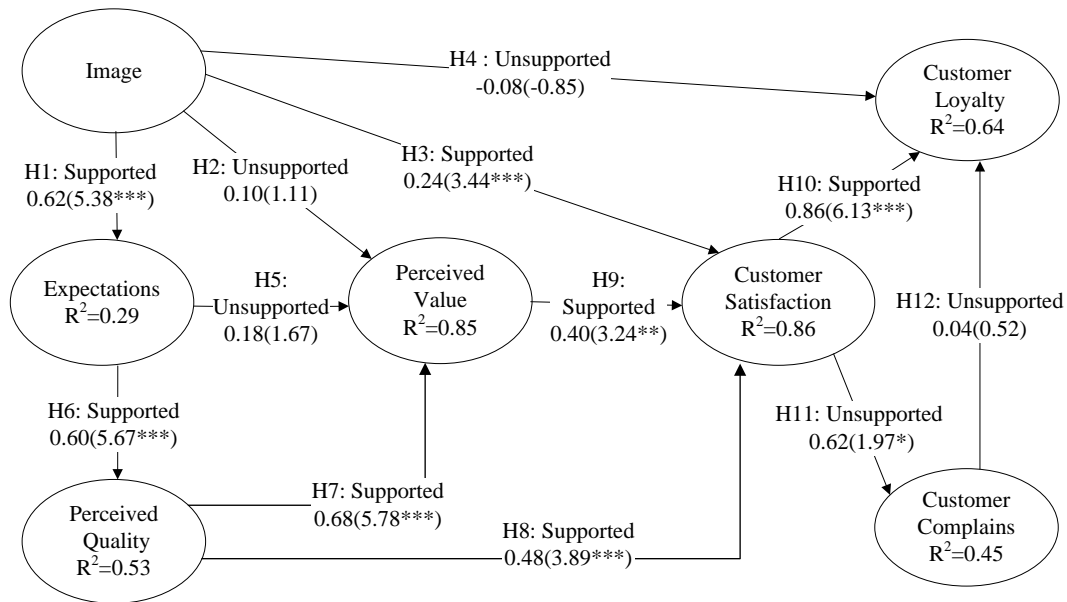 Image
H4 : Unsupported
-0.08(-0.85)
Customer
Loyalty
R²=0.64
H1: Supported
0.62(5.38***)
H2: Unsupported
0.10(1.11)
H3: Supported
0.24(3.44***)
H10: Supported
0.86(6.13***)
Expectations
R²=0.29
H5:
Unsupported
0.18(1.67)
Perceived
Value
R²=0.85
H9:
Supported
0.40(3.24**)
Customer
Satisfaction
R²=0.86
H12: Unsupported
0.04(0.52)
H6: Supported
0.60(5.67***)
H11: Unsupported
0.62(1.97*)
Perceived
Quality
R²=0.53
H7: Supported
0.68(5.78***)
H8: Supported
0.48(3.89***)
Customer
Complains
R²=0.45